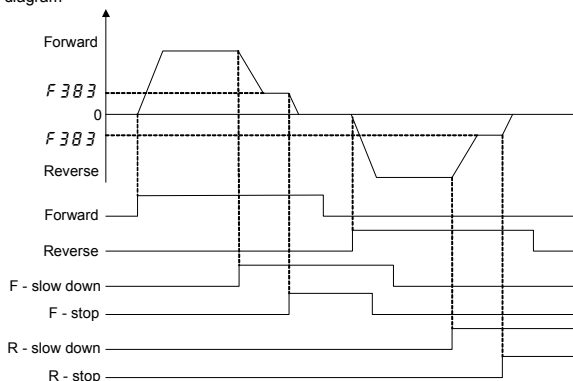 diagram
Forward
F383
0
F383
Reverse
Forward
Reverse
F - slow down
F - stop
R - slow down
R - stop